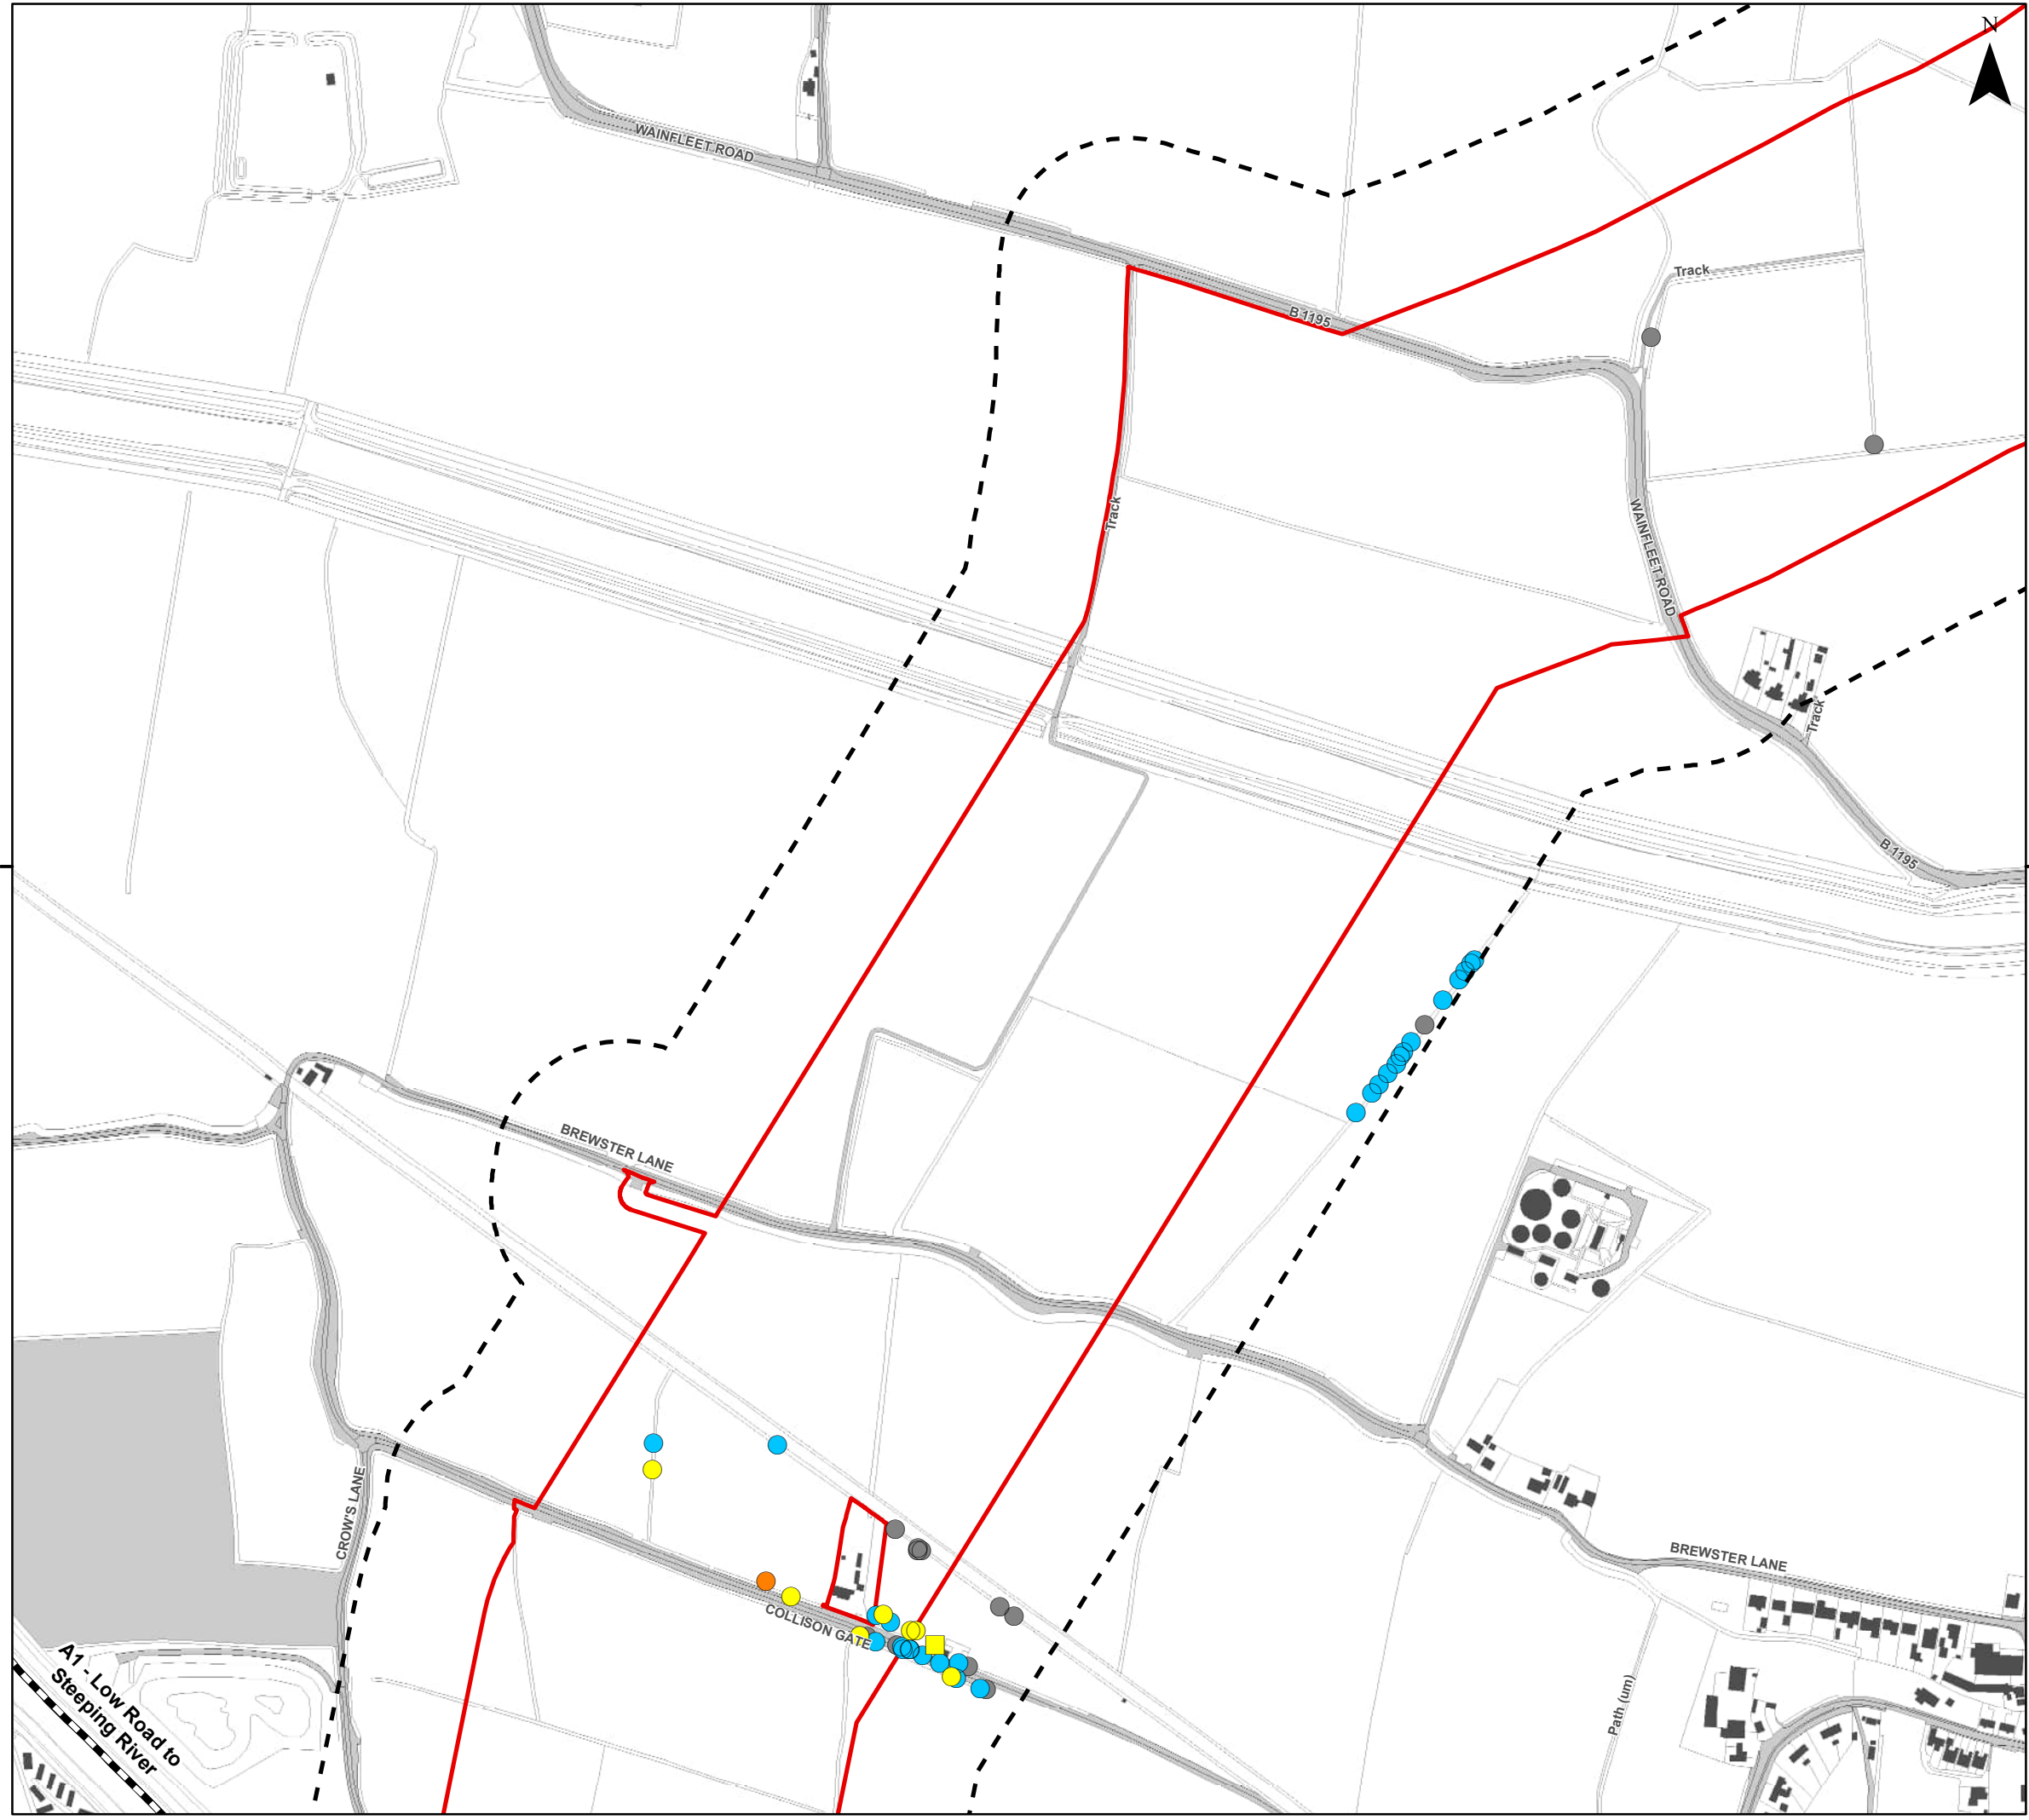 N
WAINFLEET ROAD
Track
B 1195
Track
WAINFLEET ROAD
Track
B 1195
BREWSTER LANE
CROW'S LANE
COLLISON GATE
BREWSTER LANE
Path (um)
A1 - Low Road to
Steeping River